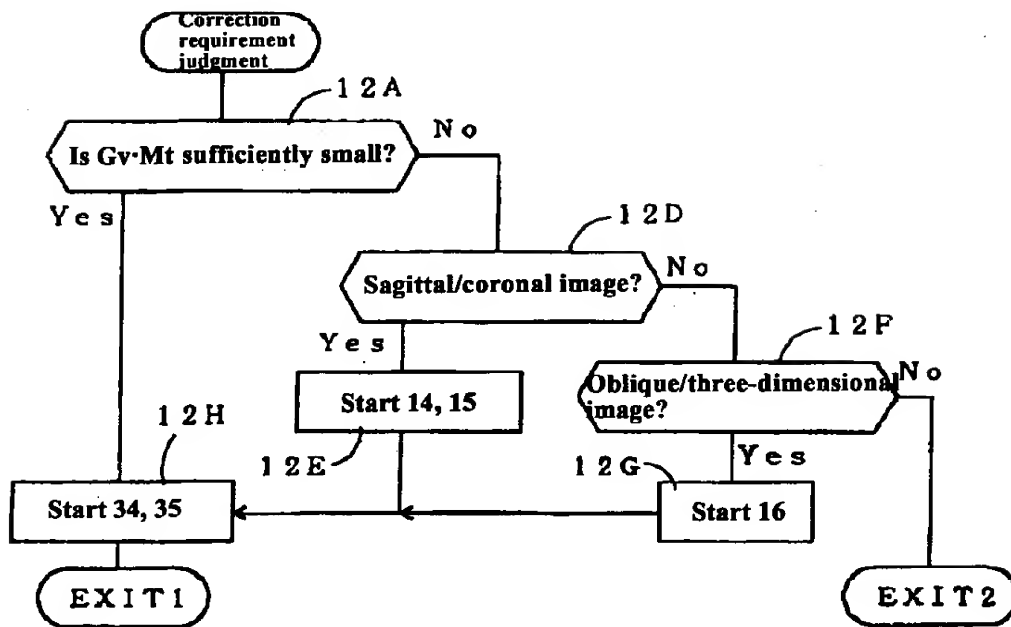 Correction
requirement
judgment
12A
Is Gv·Mt sufficiently small?
No
Yes
12D
Sagittal/coronal image?
No
Yes
12F
Oblique/three-dimensional
image?
No
Start 14, 15
12H
12E
12G
Yes
Start 34, 35
Start 16
EXIT1
EXIT2